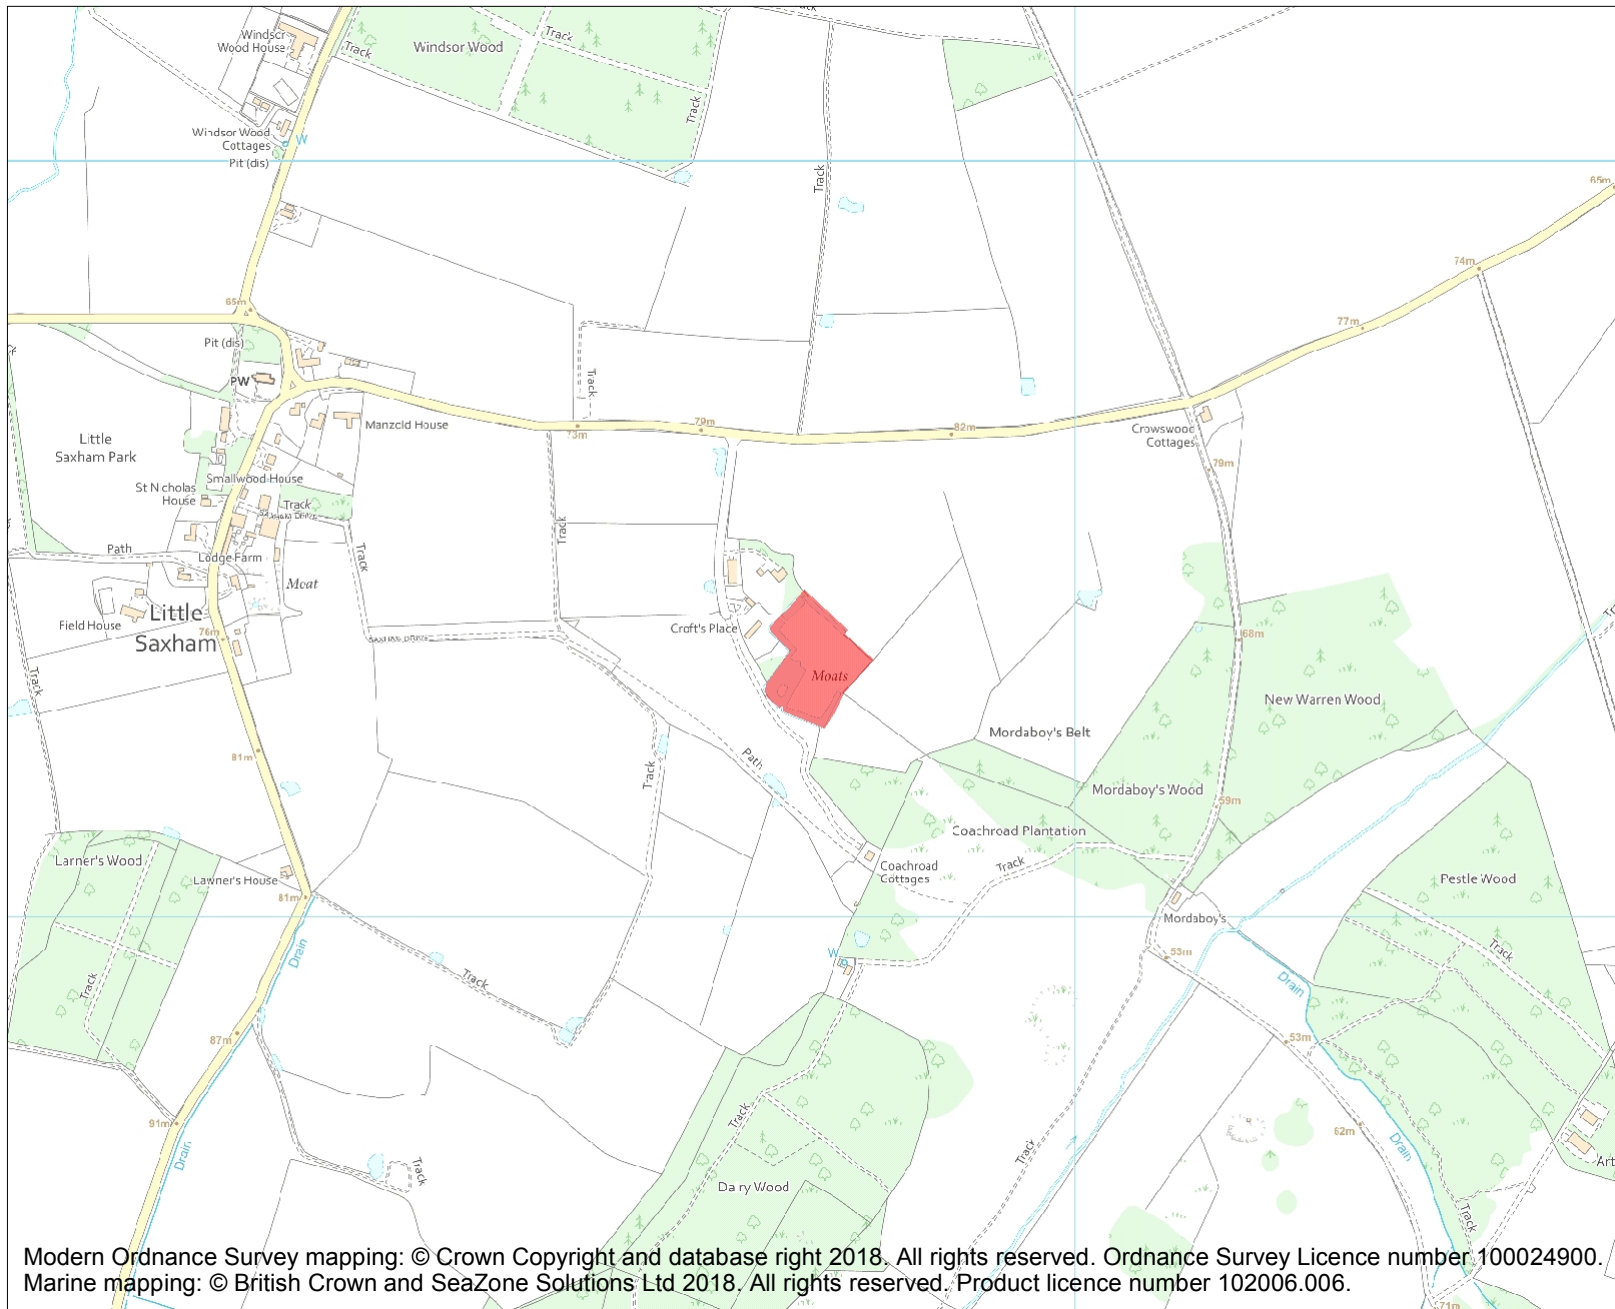 Windsor
Wood House
Track
Windsor Wood
Track
Track
Windsor Wood
Cottages
W
Pit (dis)
Track
65m
65m
74m
77m
Pit (dis)
PW
Track
Manzold House
73m
79m
82m
Crowswood
Cottages
79m
Little
Saxham Park
Smallwood House
St Nicholas
House
Track
Path
Track
Track
Lodge Farm
Moat
Field House
Little
Saxham
76m
Croft's Place
Moats
68m
New Warren Wood
Track
Mordaboy's Belt
81m
Path
Track
Mordaboy's Wood
59m
Coachroad Plantation
Larner's Wood
Lawner's House
81m
Coachroad
Cottages
Track
Pestle Wood
Mordaboy's
Drain
W
53m
Track
Track
Track
Drain
87m
53m
91m
Track
62m
Drain
Drain
Track
Track
Dairy Wood
Track
71m
Modern Ordnance Survey mapping: © Crown Copyright and database right 2018. All rights reserved. Ordnance Survey Licence number 100024900.
Marine mapping: © British Crown and SeaZone Solutions Ltd 2018. All rights reserved. Product licence number 102006.006.